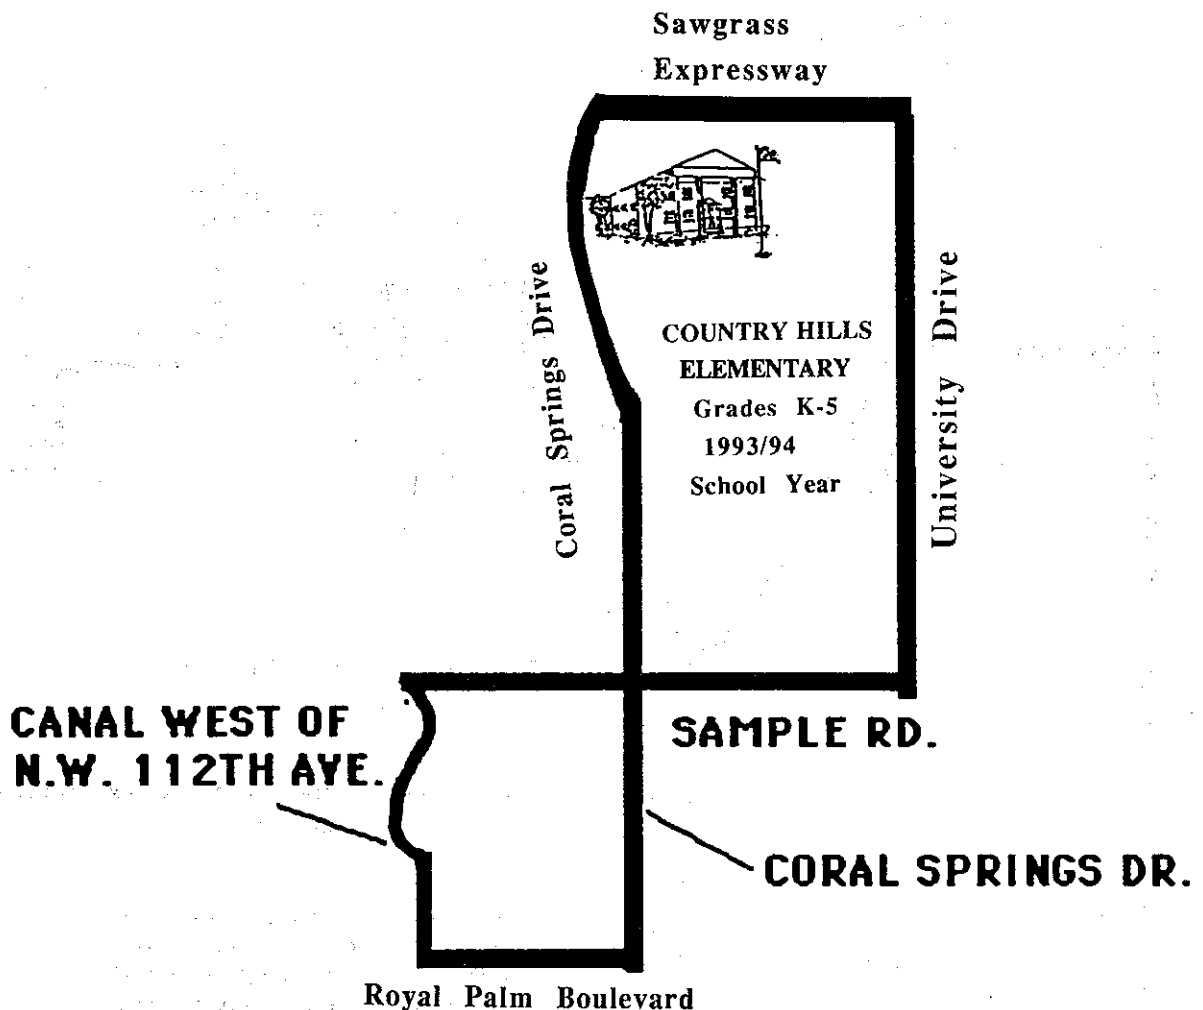 Sawgrass
Expressway
Coral Springs Drive
University Drive
COUNTRY HILLS
ELEMENTARY
Grades K-5
1993/94
School Year
CANAL WEST OF
N.W. 112TH AVE.
SAMPLE RD.
CORAL SPRINGS DR.
Royal Palm Boulevard